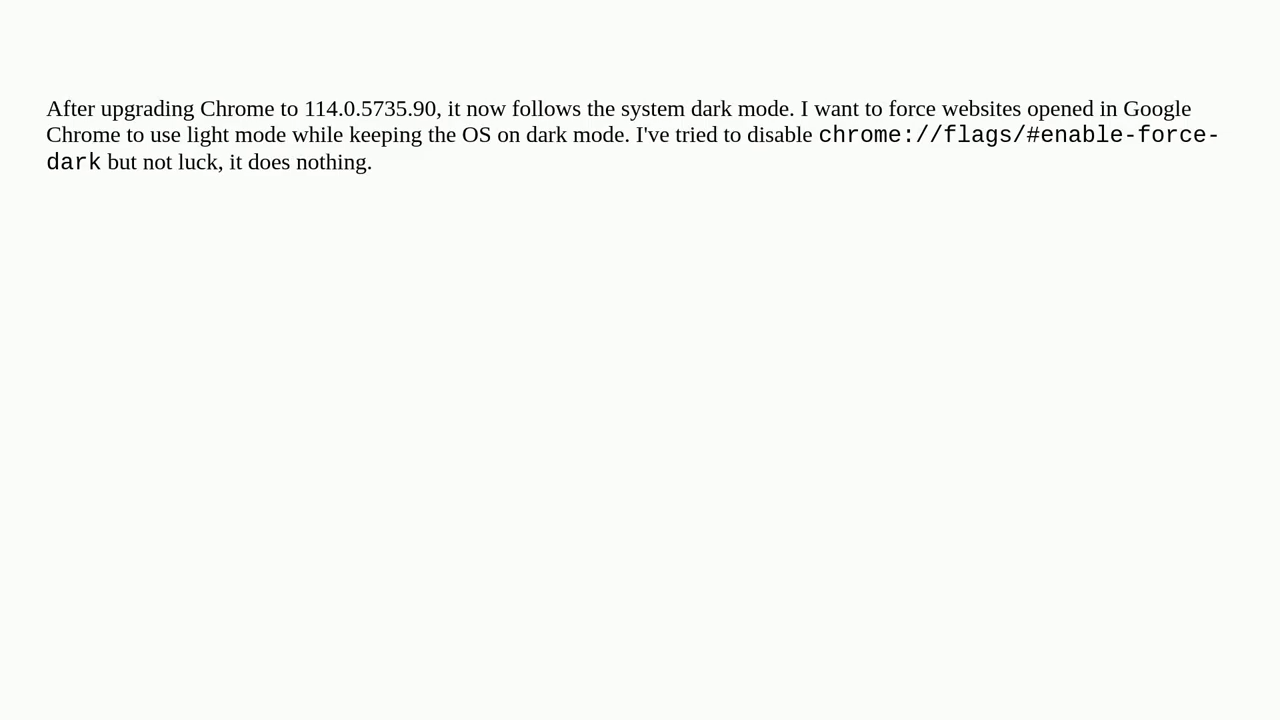 After upgrading Chrome to 114.0.5735.90, it now follows the system dark mode. I want to force websites opened in Google
Chrome to use light mode while keeping the OS on dark mode. I've tried to disable chrome://flags/#enable-force-
dark but not luck, it does nothing.